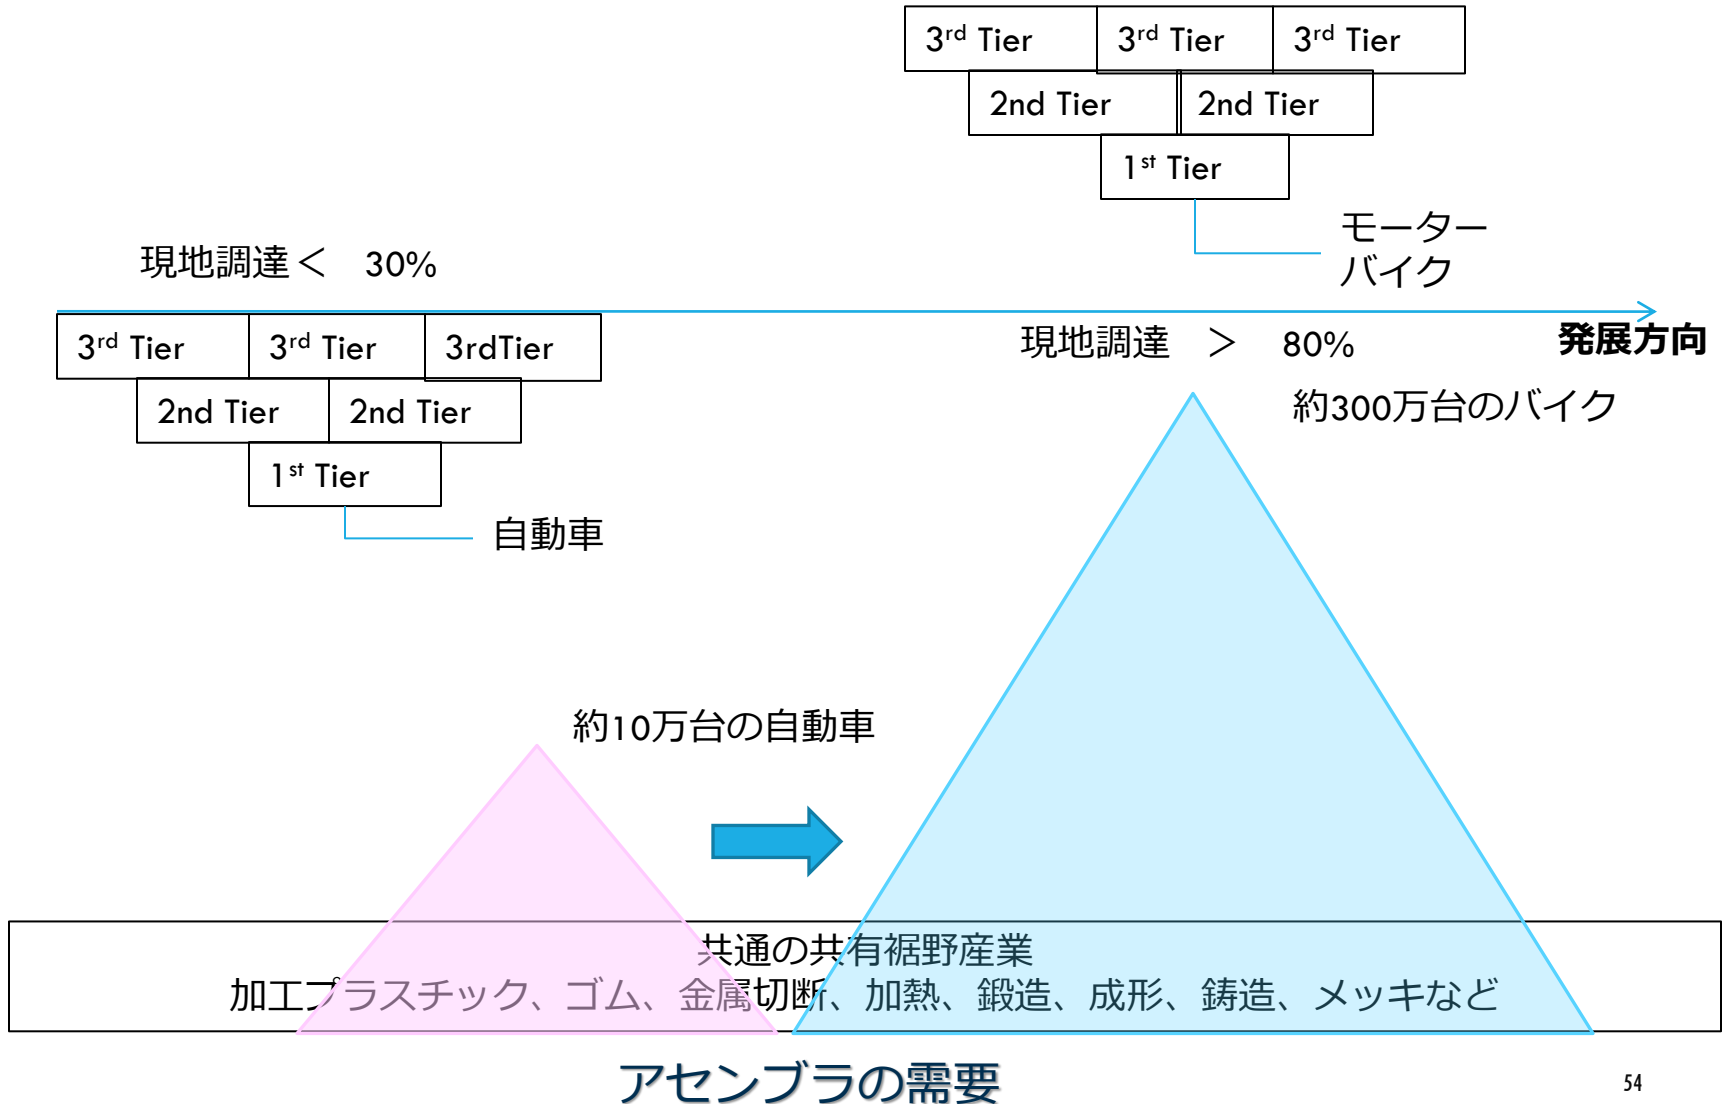 3rd Tier 3rd Tier 3rd Tier
2nd Tier 2nd Tier
1st Tier
モーター
バイク
現地調達＜　30%
発展方向
3rd Tier 3rd Tier 3rdTier
現地調達　＞　80%
2nd Tier 2nd Tier
約300万台のバイク
1st Tier
自動車
約10万台の自動車
共通の共有裾野産業
加工プラスチック、ゴム、金属切断、加熱、鍛造、成形、鋳造、メッキなど
アセンブラの需要
54